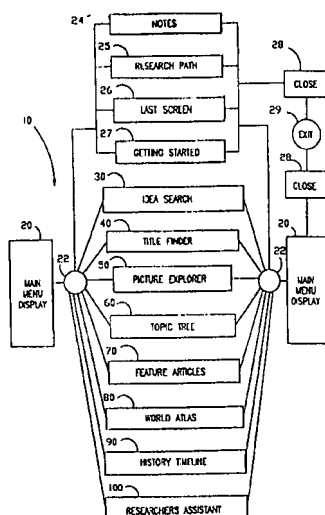 24
NOTES
25
RESEARCH PATH
28
CLOSE
26
LAST SCREEN
29
EXIT
27
GETTING STARTED
28
CLOSE
10
30
IDEA SEARCH
20
MAIN
MENU
DISPLAY
22
40
TITLE FINDER
50
PICTURE EXPLORER
22
20
MAIN
MENU
DISPLAY
60
TOPIC TREE
70
FEATURE ARTICLES
80
WORLD ATLAS
90
HISTORY TIMELINE
100
RESEARCHERS ASSISTANT